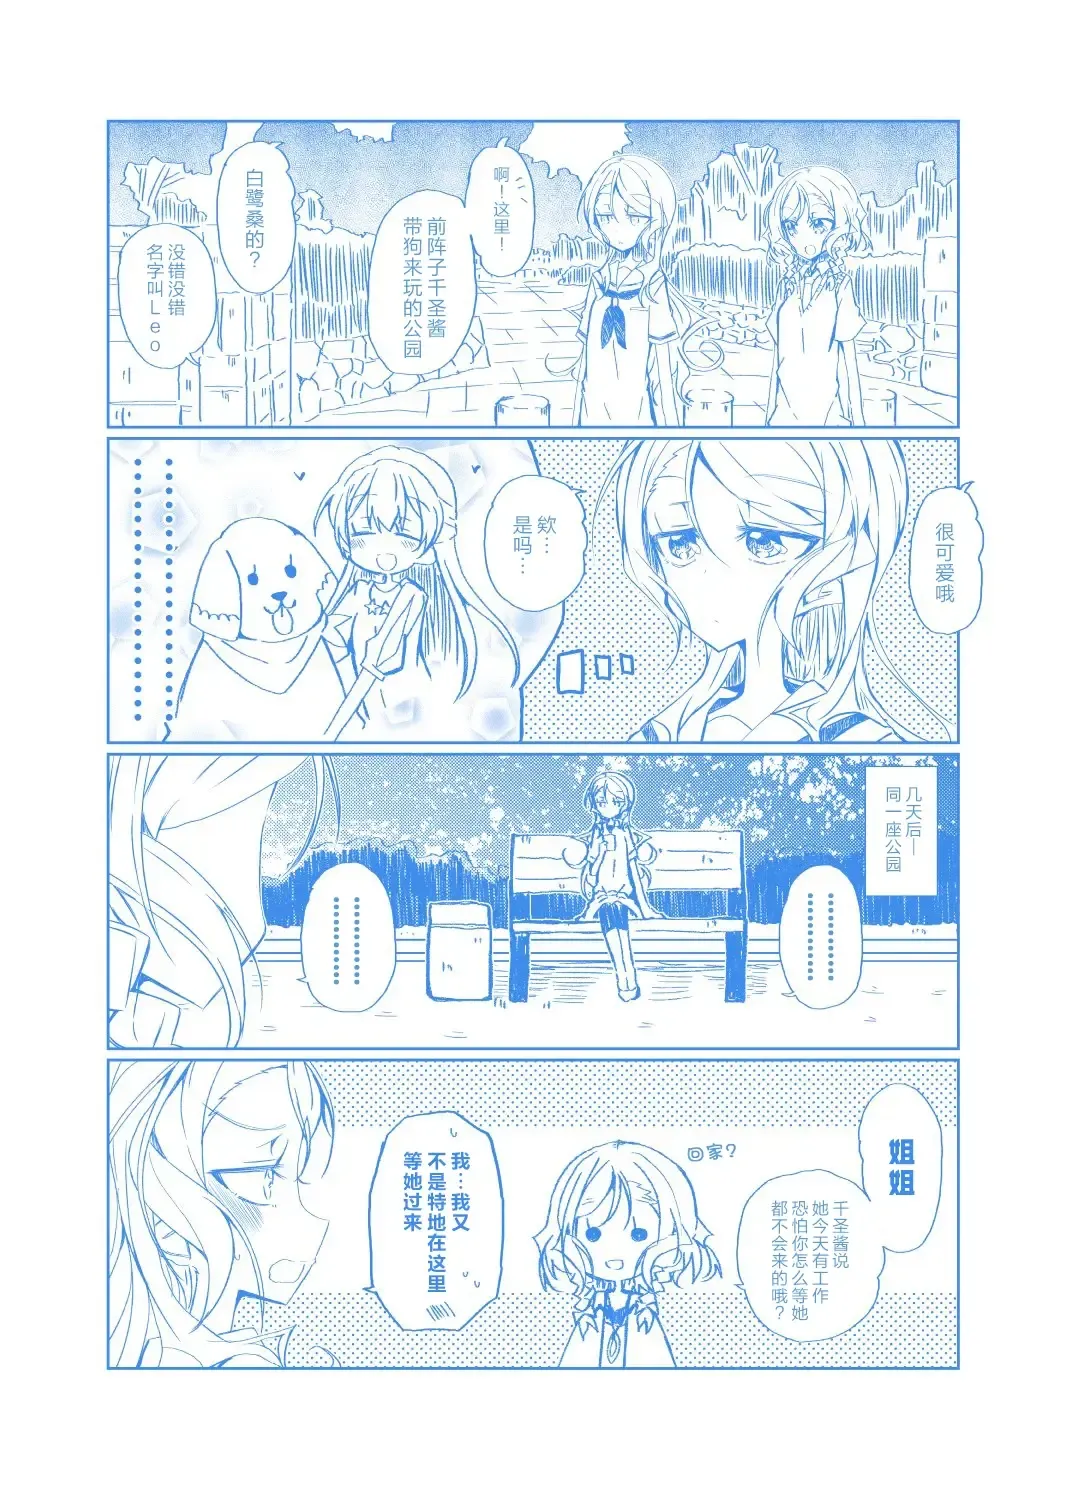 啊！这里！
前阵子千圣酱
带狗来玩的公园
白鹭桑的？
没错没错
名字叫Leo
很可爱哦
欸…
是吗…
………………
………………
几天后—
同一座公园
………………
………………
………………
………………
姐姐
千圣酱说
她今天有工作
恐怕你怎么等她
都不会来的哦？
回家？
我…我又
不是特地在这里
等她过来